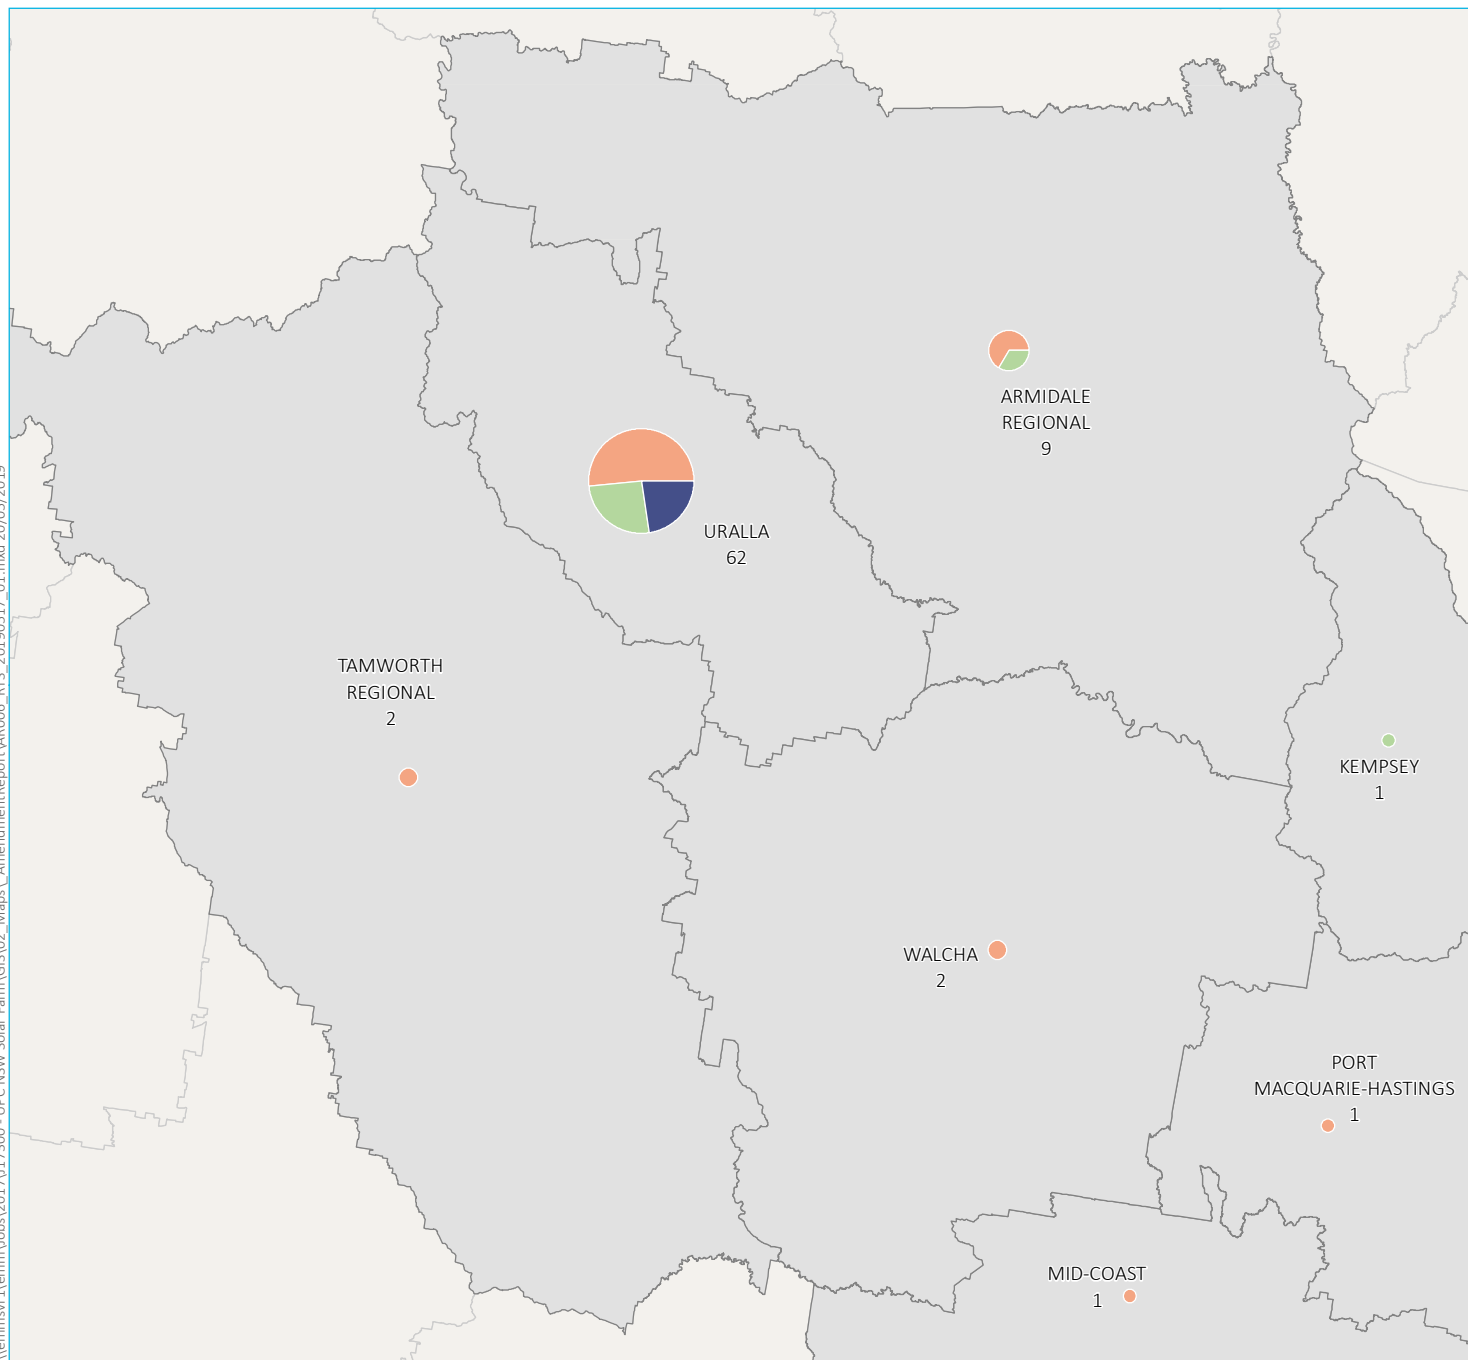 ARMIDALE
REGIONAL
9
URALLA
62
TAMWORTH
REGIONAL
2
KEMPSEY
1
WALCHA
2
PORT
MACQUARIE-HASTINGS
1
MID-COAST
1